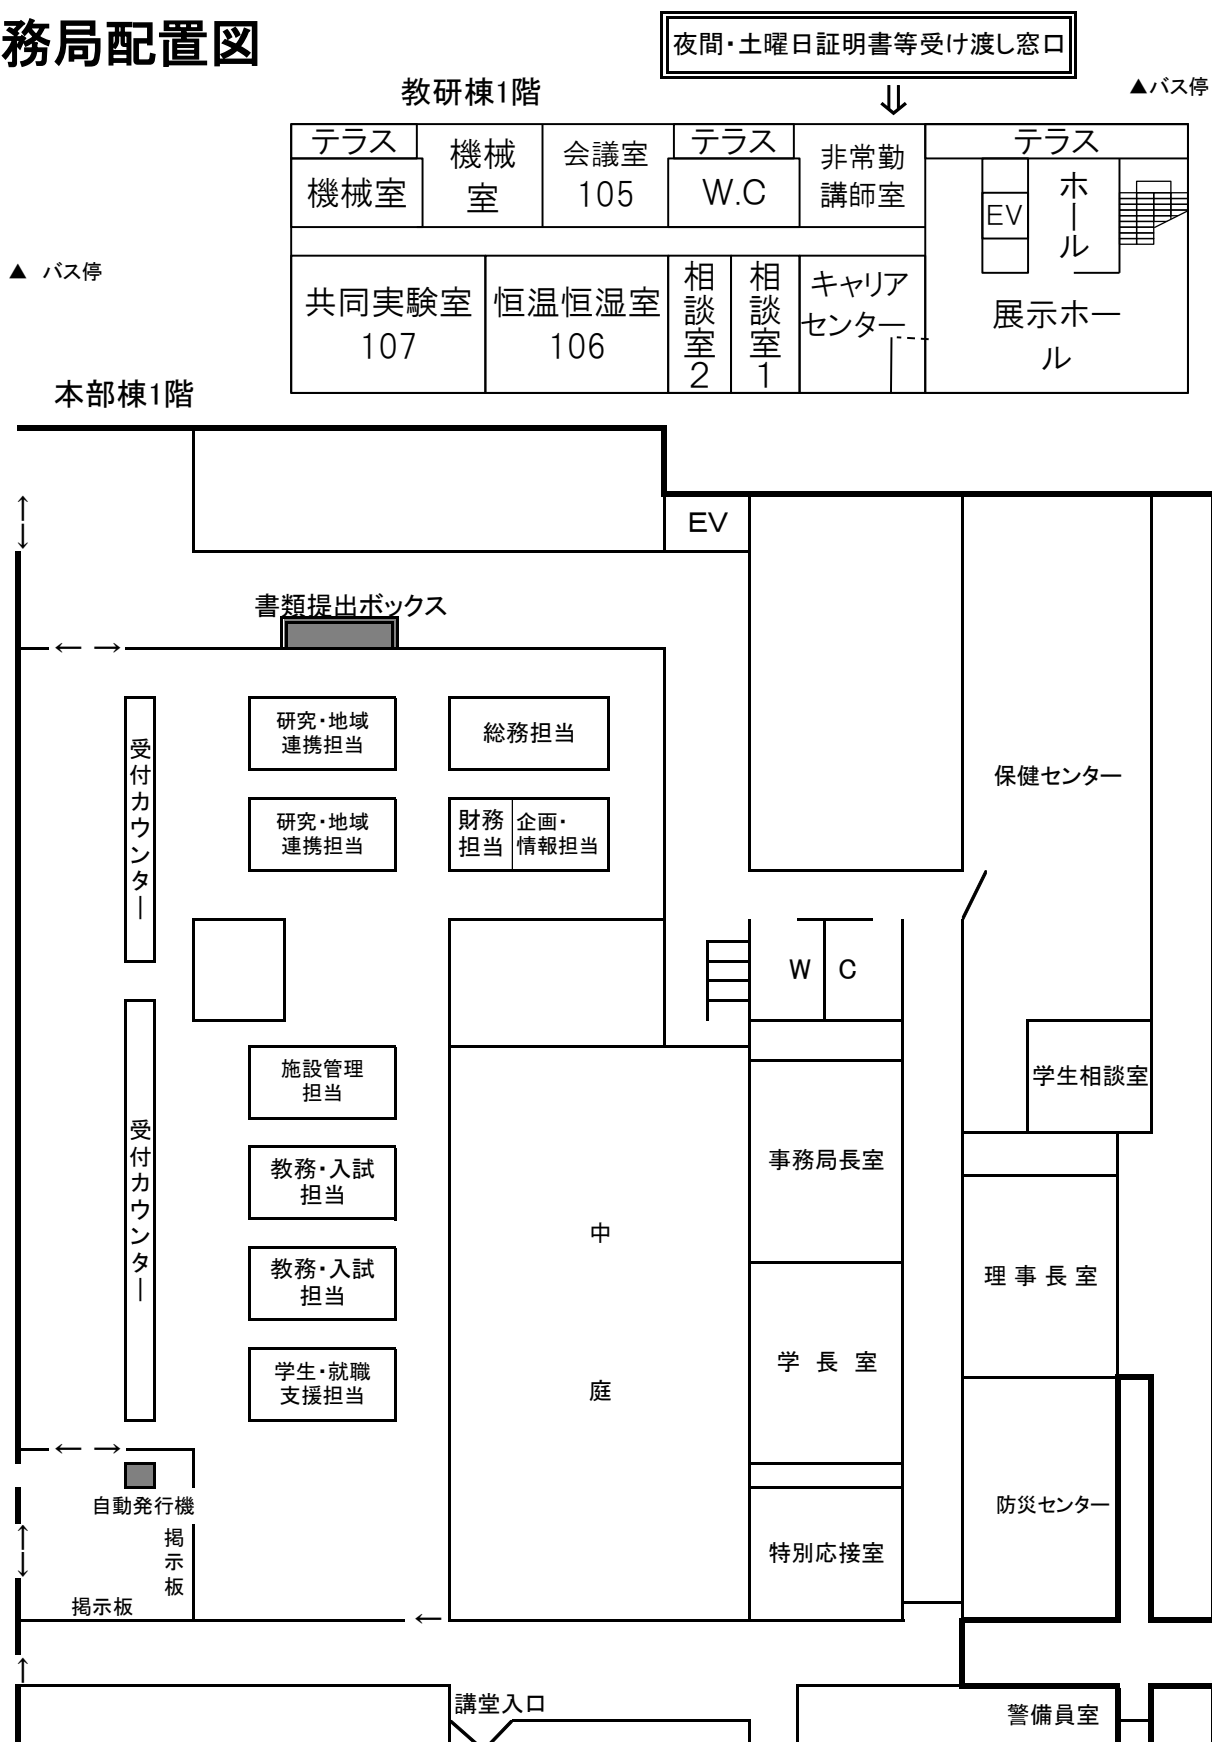 務局配置図
夜間・土曜日証明書等受け渡し窓口
⇓
教研棟1階
▲バス停
テラス
機械室
機械
室
会議室
105
テラス
W.C
非常勤
講師室
テラス
EV
ホール
▲ バス停
共同実験室
107
恒温恒湿室
106
相談室2
相談室1
キャリア
センター
展示ホー
ル
本部棟1階
EV
書類提出ボックス
← →
受付カウンター
研究・地域
連携担当
総務担当
研究・地域
連携担当
財務
担当
企画・
情報担当
保健センター
W C
受付カウンター
施設管理
担当
学生相談室
教務・入試
担当
事務局長室
中庭
教務・入試
担当
理事長室
学生・就職
支援担当
学長室
← →
自動発行機
掲示板
防災センター
特別応接室
掲示板
←
講堂入口
警備員室